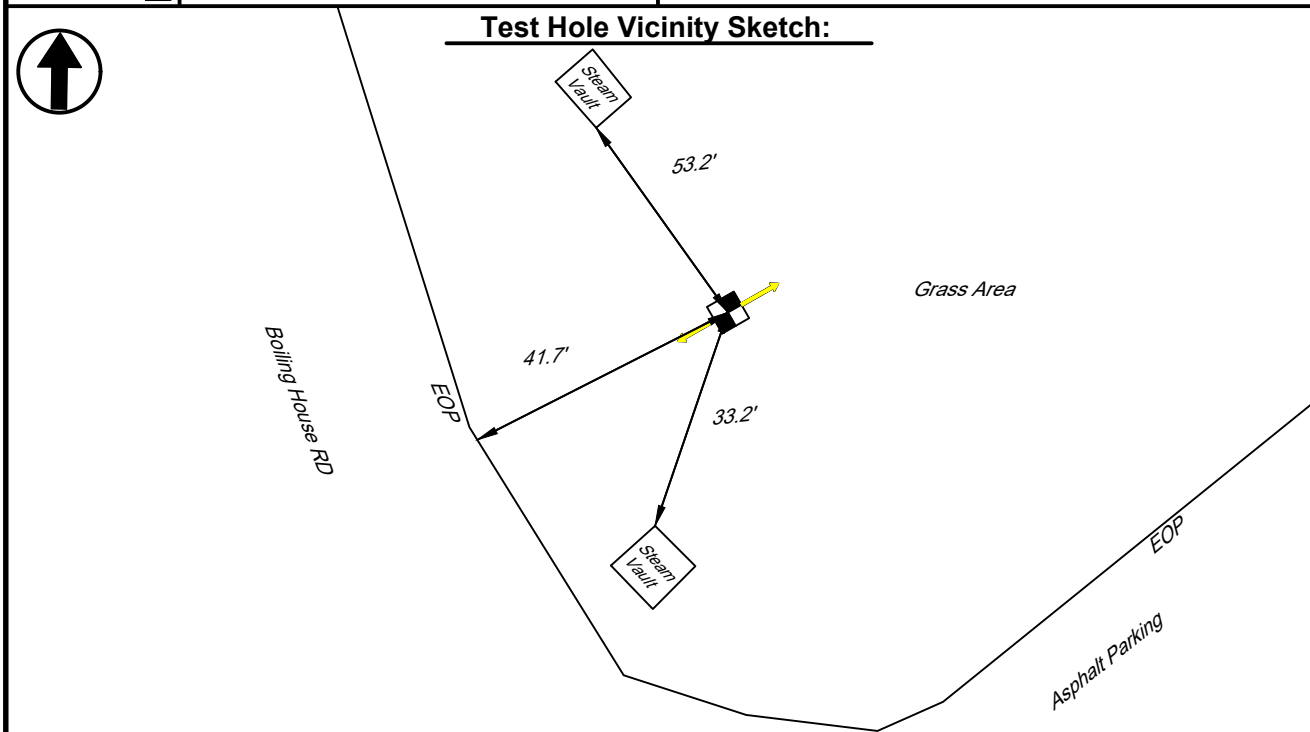 Test Hole Vicinity Sketch:
Steam
Vault
53.2'
Grass Area
41.7'
Boiling House RD
EOP
33.2'
Steam
Vault
EOP
Asphalt Parking